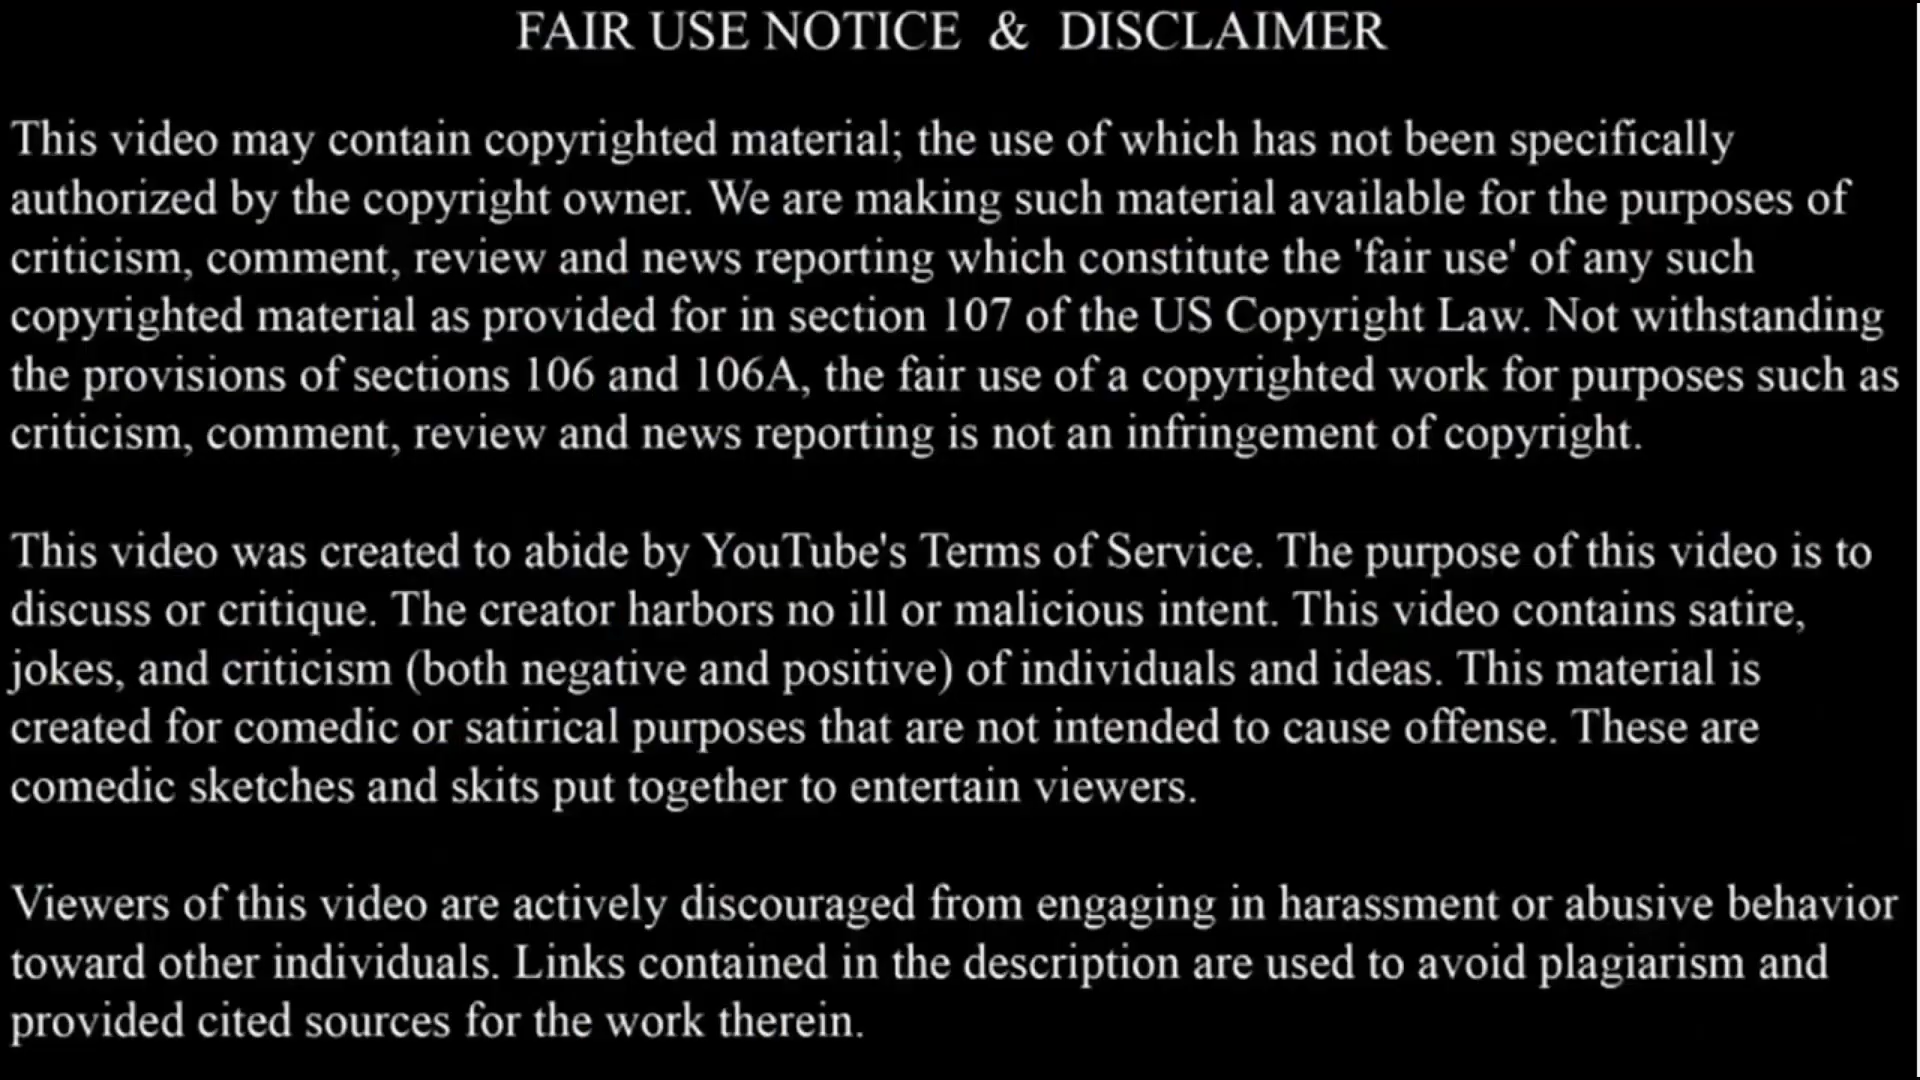 FAIR USE NOTICE & DISCLAIMER
This video may contain copyrighted material; the use of which has not been specifically
authorized by the copyright owner. We are making such material available for the purposes of
criticism, comment, review and news reporting which constitute the 'fair use' of any such
copyrighted material as provided for in section 107 of the US Copyright Law. Not withstanding
the provisions of sections 106 and 106A, the fair use of a copyrighted work for purposes such as
criticism, comment, review and news reporting is not an infringement of copyright.
This video was created to abide by YouTube's Terms of Service. The purpose of this video is to
discuss or critique. The creator harbors no ill or malicious intent. This video contains satire,
jokes, and criticism (both negative and positive) of individuals and ideas. This material is
created for comedic or satirical purposes that are not intended to cause offense. These are
comedic sketches and skits put together to entertain viewers.
Viewers of this video are actively discouraged from engaging in harassment or abusive behavior
toward other individuals. Links contained in the description are used to avoid plagiarism and
provided cited sources for the work therein.